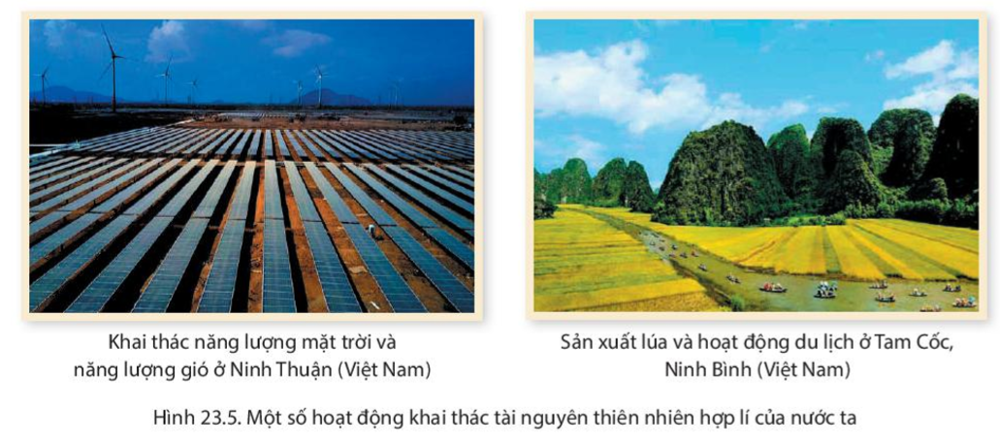 Khai thác năng lượng mặt trời và
năng lượng gió ở Ninh Thuận (Việt Nam)
Sản xuất lúa và hoạt động du lịch ở Tam Cốc,
Ninh Bình (Việt Nam)
Hình 23.5. Một số hoạt động khai thác tài nguyên thiên nhiên hợp lí của nước ta